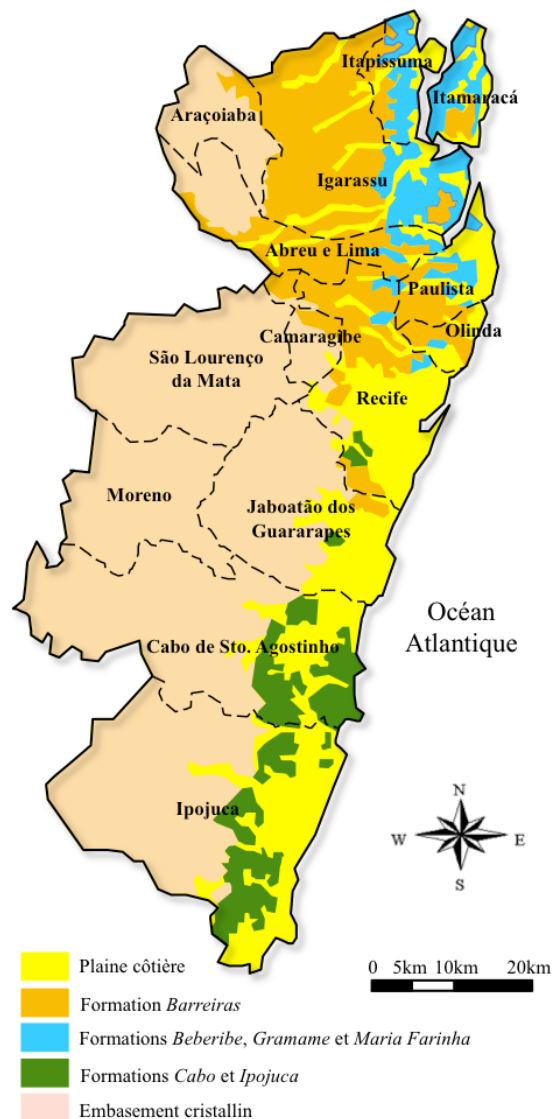 Itapissuma
Itamaracá
Araçoiaba
Igarassu
Abreu e Lima
Paulista
Olinda
Camaragibe
São Lourenço
da Mata
Recife
Moreno
Jaboatão dos
Guararapes
Océan
Atlantique
Cabo de Sto. Agostinho
Ipojuca
N
W
E
S
Plaine côtière
0 5km 10km 20km
Formation Barreiras
Formations Beberibe, Gramame et Maria Farinha
Formations Cabo et Ipojuca
Embasement cristallin